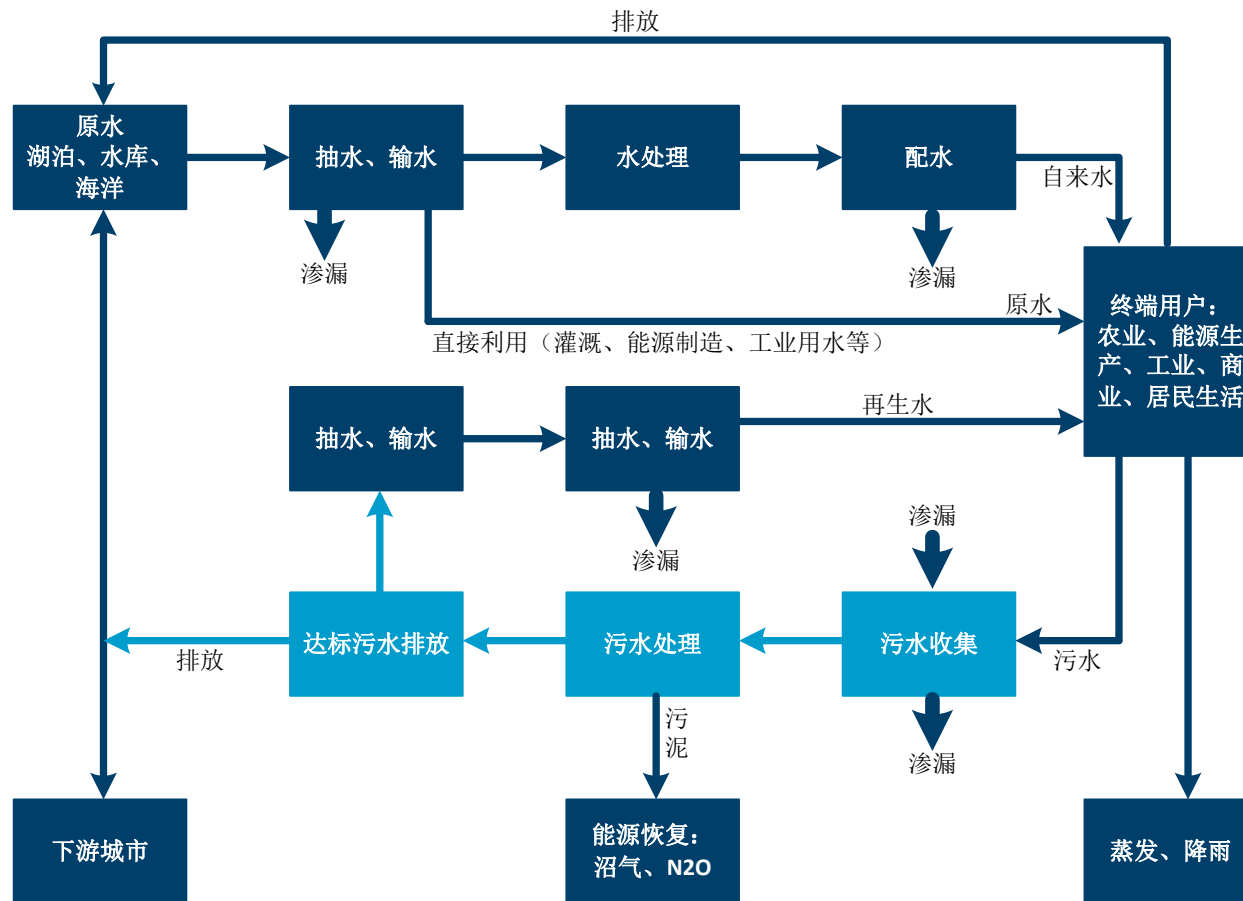 排放
原水
湖泊、水库、
海洋
抽水、输水
水处理
配水
自来水
渗漏
渗漏
原水
直接利用（灌溉、能源制造、工业用水等）
终端用户：
农业、能源生
产、工业、商
业、居民生活
抽水、输水
抽水、输水
再生水
渗漏
渗漏
达标污水排放
污水处理
污水收集
排放
污水
污
泥
渗漏
下游城市
能源恢复：
沼气、N2O
蒸发、降雨